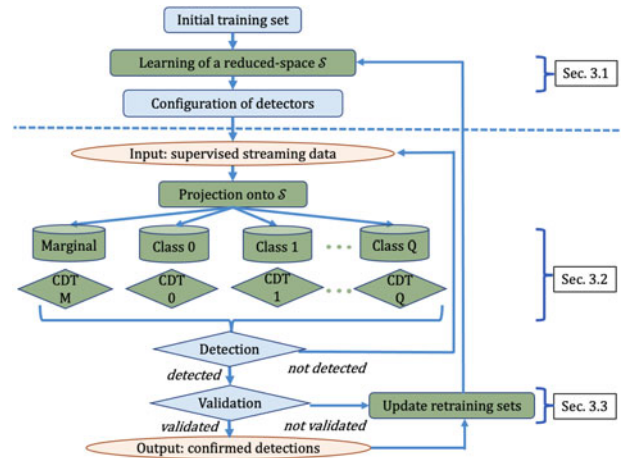 Initial training set
Learning of a reduced-space 𝒮
Sec. 3.1
Configuration of detectors
Input: supervised streaming data
Projection onto 𝒮
Marginal
Class 0
Class 1
Class Q
CDT
M
CDT
0
CDT
1
CDT
Q
Sec. 3.2
Detection
detected
not detected
Validation
Update retraining sets
Sec. 3.3
validated
not validated
Output: confirmed detections